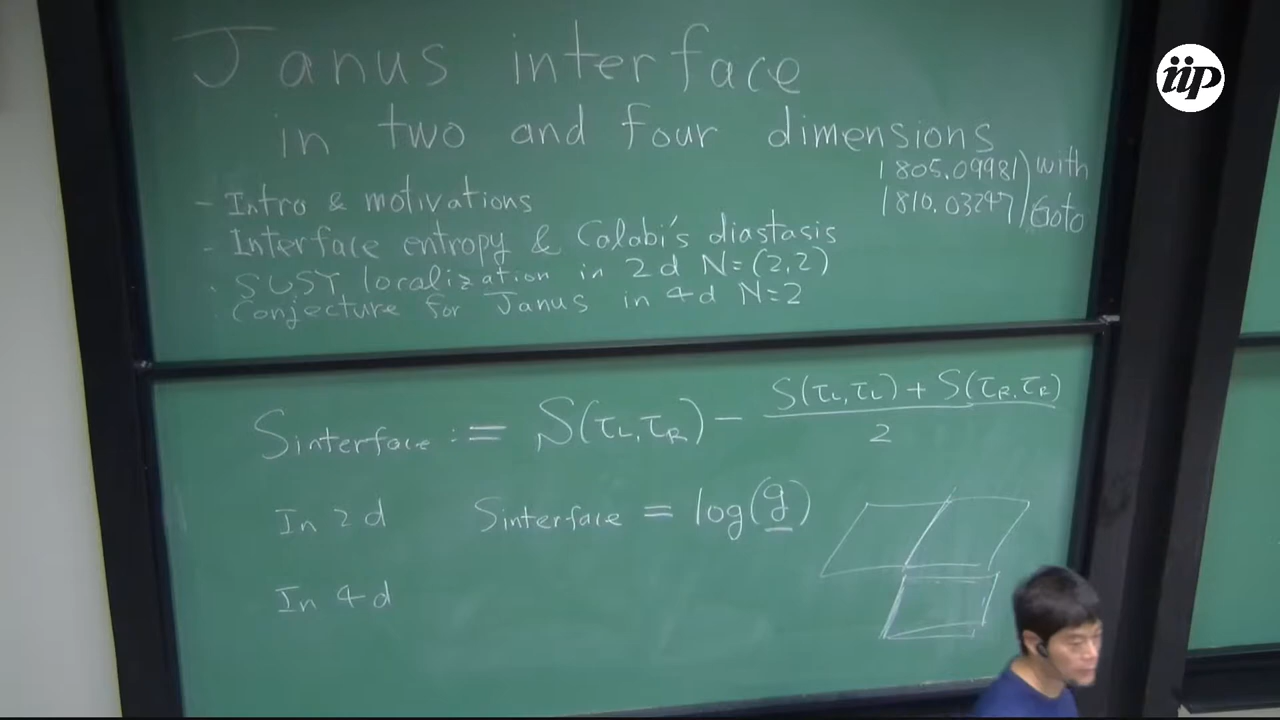 Janus interface
in two and four dimensions
1805.09981) with
1810.03247) Goto
- Intro & motivations
- Interface entropy & Calabi's diastasis
· SUSY localization in 2d N=(2,2)
· Conjecture for Janus in 4d N=2
Sinterface := S(τL,τR) - S(τL,τL) + S(τR,τR) / 2
In 2d Sinterface = log(g)
In 4d
iip